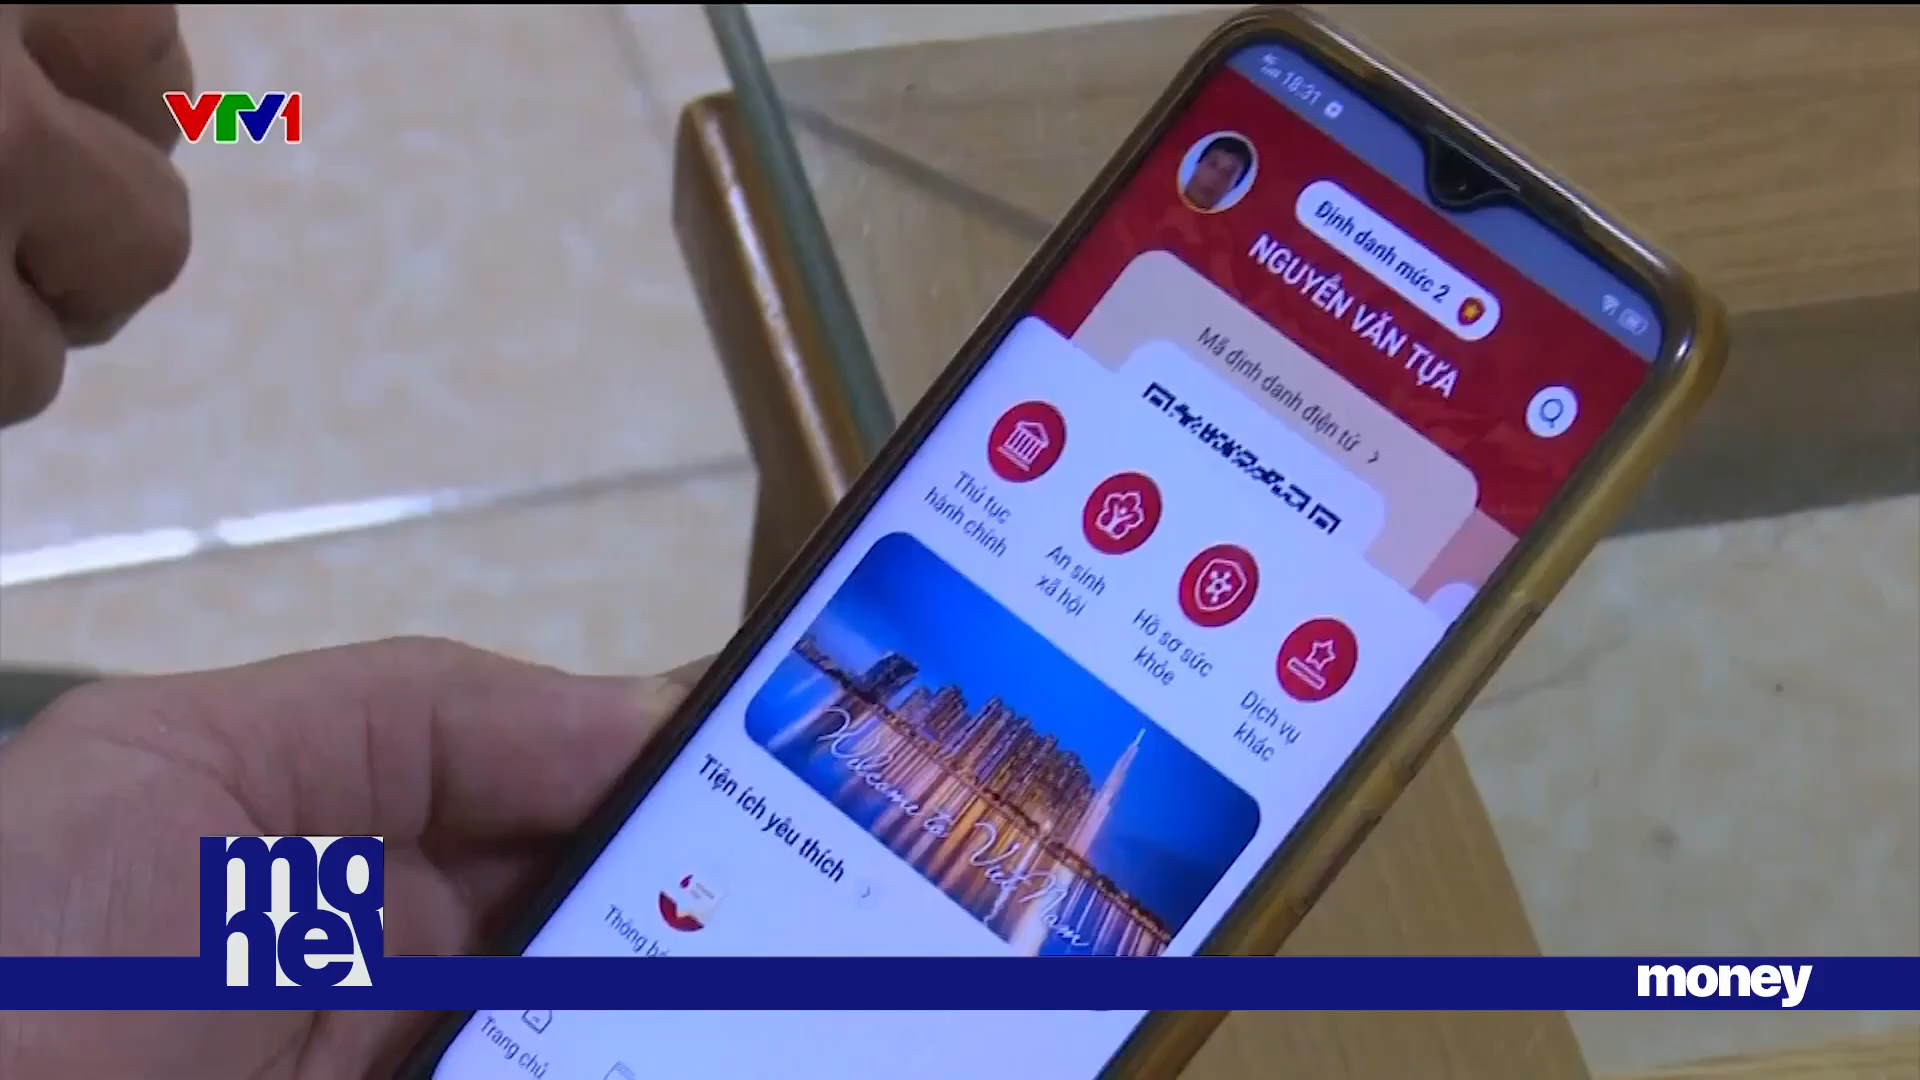 VTV1
18:31
Định danh mức 2
NGUYỄN VĂN TỰA
Mã định danh điện tử
Thủ tục
hành chính
An sinh
xã hội
Hồ sơ sức
khỏe
Dịch vụ
khác
Welcome to Việt Nam
Tiện ích yêu thích
Thông
Trang chủ
money
money